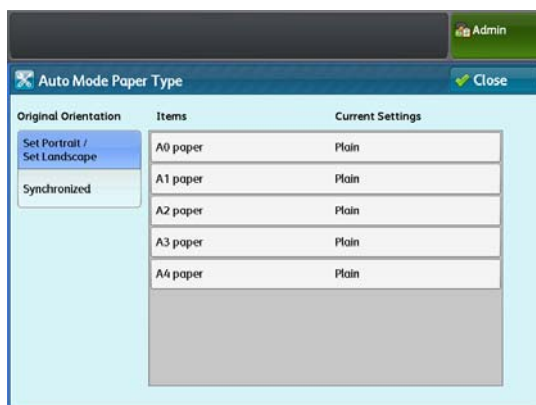 Admin
Auto Mode Paper Type
Close
Original Orientation
Items
Current Settings
Set Portrait /
Set Landscape
Synchronized
A0 paper Plain
A1 paper Plain
A2 paper Plain
A3 paper Plain
A4 paper Plain